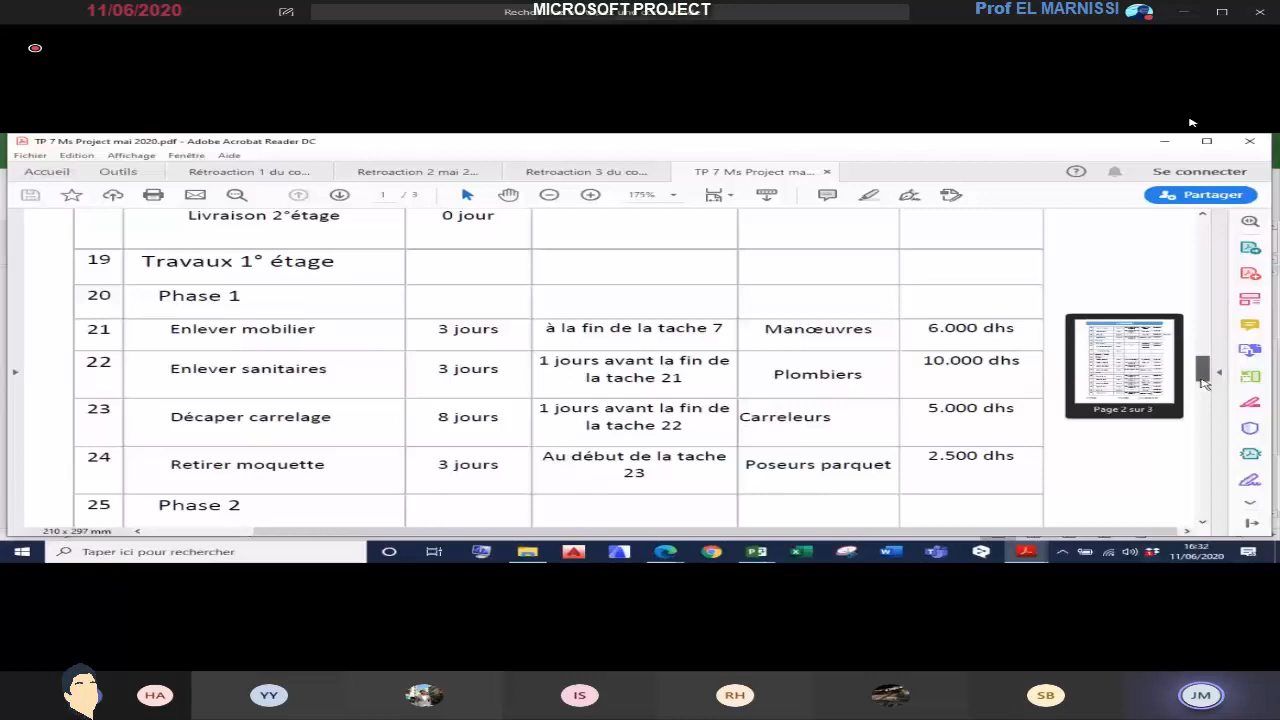 11/06/2020
Reche
MICROSOFT PROJECT
Prof EL MARNISSI
TP 7 Ms Project mai 2020.pdf - Adobe Acrobat Reader DC
Fichier Edition Affichage Fenêtre Aide
Accueil Outils Rétroaction 1 du co... Retroaction 2 mai 2... Retroaction 3 du co... TP 7 Ms Project ma... × Se connecter
1 / 3 175% Partager
Livraison 2°étage 0 jour
19 Travaux 1° étage
20 Phase 1
21 Enlever mobilier 3 jours à la fin de la tache 7 Manœuvres 6.000 dhs
22 Enlever sanitaires 3 jours 1 jours avant la fin de la tache 21 Plombiers 10.000 dhs
23 Décaper carrelage 8 jours 1 jours avant la fin de la tache 22 Carreleurs 5.000 dhs
24 Retirer moquette 3 jours Au début de la tache 23 Poseurs parquet 2.500 dhs
25 Phase 2
Page 2 sur 3
210 x 297 mm
Taper ici pour rechercher
16:32
11/06/2020
HA YY IS RH SB JM